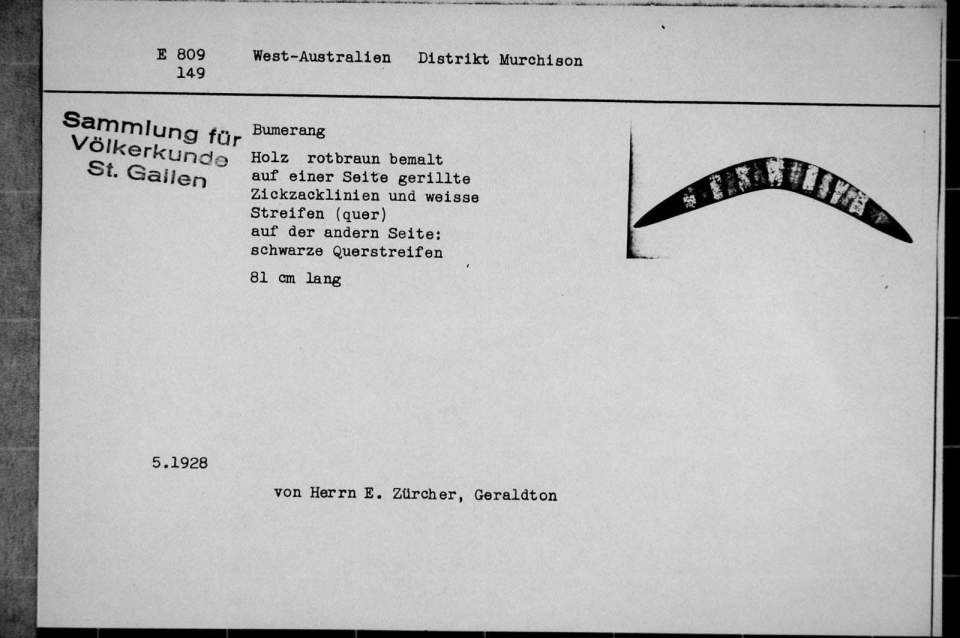 E 809
149
West-Australien Distrikt Murchison
Sammlung für
Völkerkunde
St. Gallen
Bumerang
Holz rotbraun bemalt
auf einer Seite gerillte
Zickzacklinien und weisse
Streifen (quer)
auf der andern Seite:
schwarze Querstreifen
81 cm lang
5.1928
von Herrn E. Zürcher, Geraldton